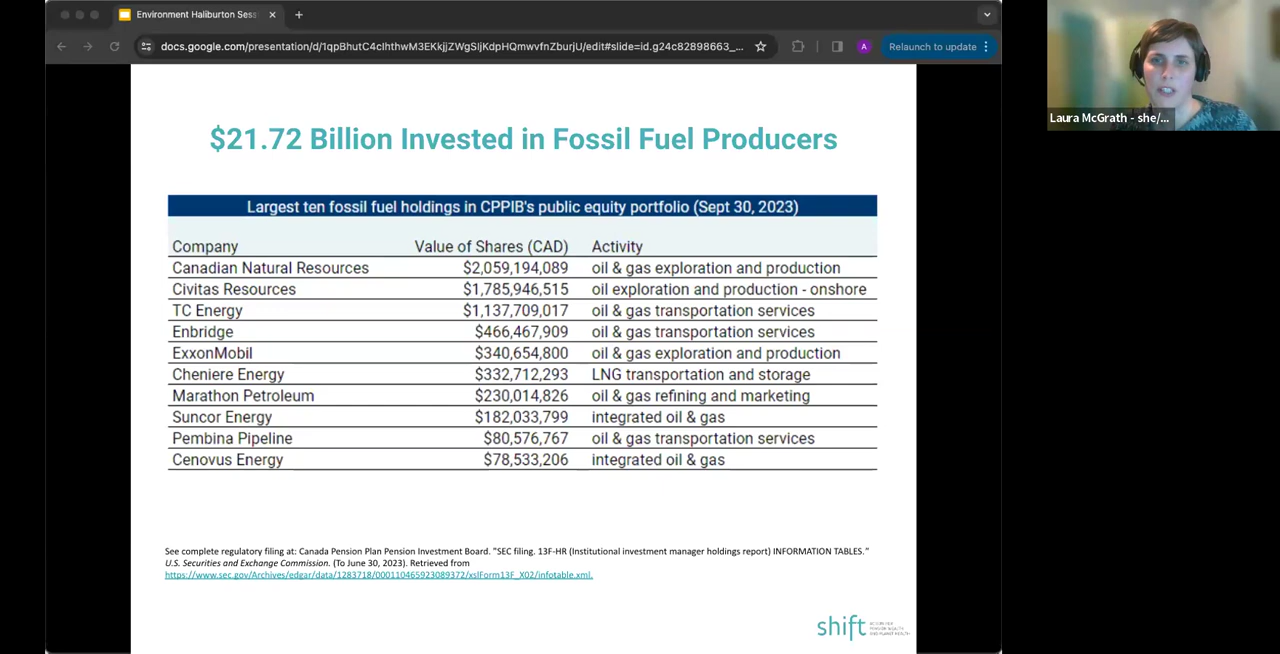 Environment Haliburton Sess
docs.google.com/presentation/d/1qpBhutC4cIhthwM3EKkjjZWgSIjKdpHQmwvfnZburjU/edit#slide=id.g24c82898663_...
A
Relaunch to update
Laura McGrath - she/...
$21.72 Billion Invested in Fossil Fuel Producers
Largest ten fossil fuel holdings in CPPIB's public equity portfolio (Sept 30, 2023)
Company Value of Shares (CAD) Activity
Canadian Natural Resources $2,059,194,089 oil & gas exploration and production
Civitas Resources $1,785,946,515 oil exploration and production - onshore
TC Energy $1,137,709,017 oil & gas transportation services
Enbridge $466,467,909 oil & gas transportation services
ExxonMobil $340,654,800 oil & gas exploration and production
Cheniere Energy $332,712,293 LNG transportation and storage
Marathon Petroleum $230,014,826 oil & gas refining and marketing
Suncor Energy $182,033,799 integrated oil & gas
Pembina Pipeline $80,576,767 oil & gas transportation services
Cenovus Energy $78,533,206 integrated oil & gas
See complete regulatory filing at: Canada Pension Plan Pension Investment Board. "SEC filing. 13F-HR (Institutional investment manager holdings report) INFORMATION TABLES."
U.S. Securities and Exchange Commission. (To June 30, 2023). Retrieved from
https://www.sec.gov/Archives/edgar/data/1283718/000110465923089372/xslForm13F_X02/infotable.xml.
shift